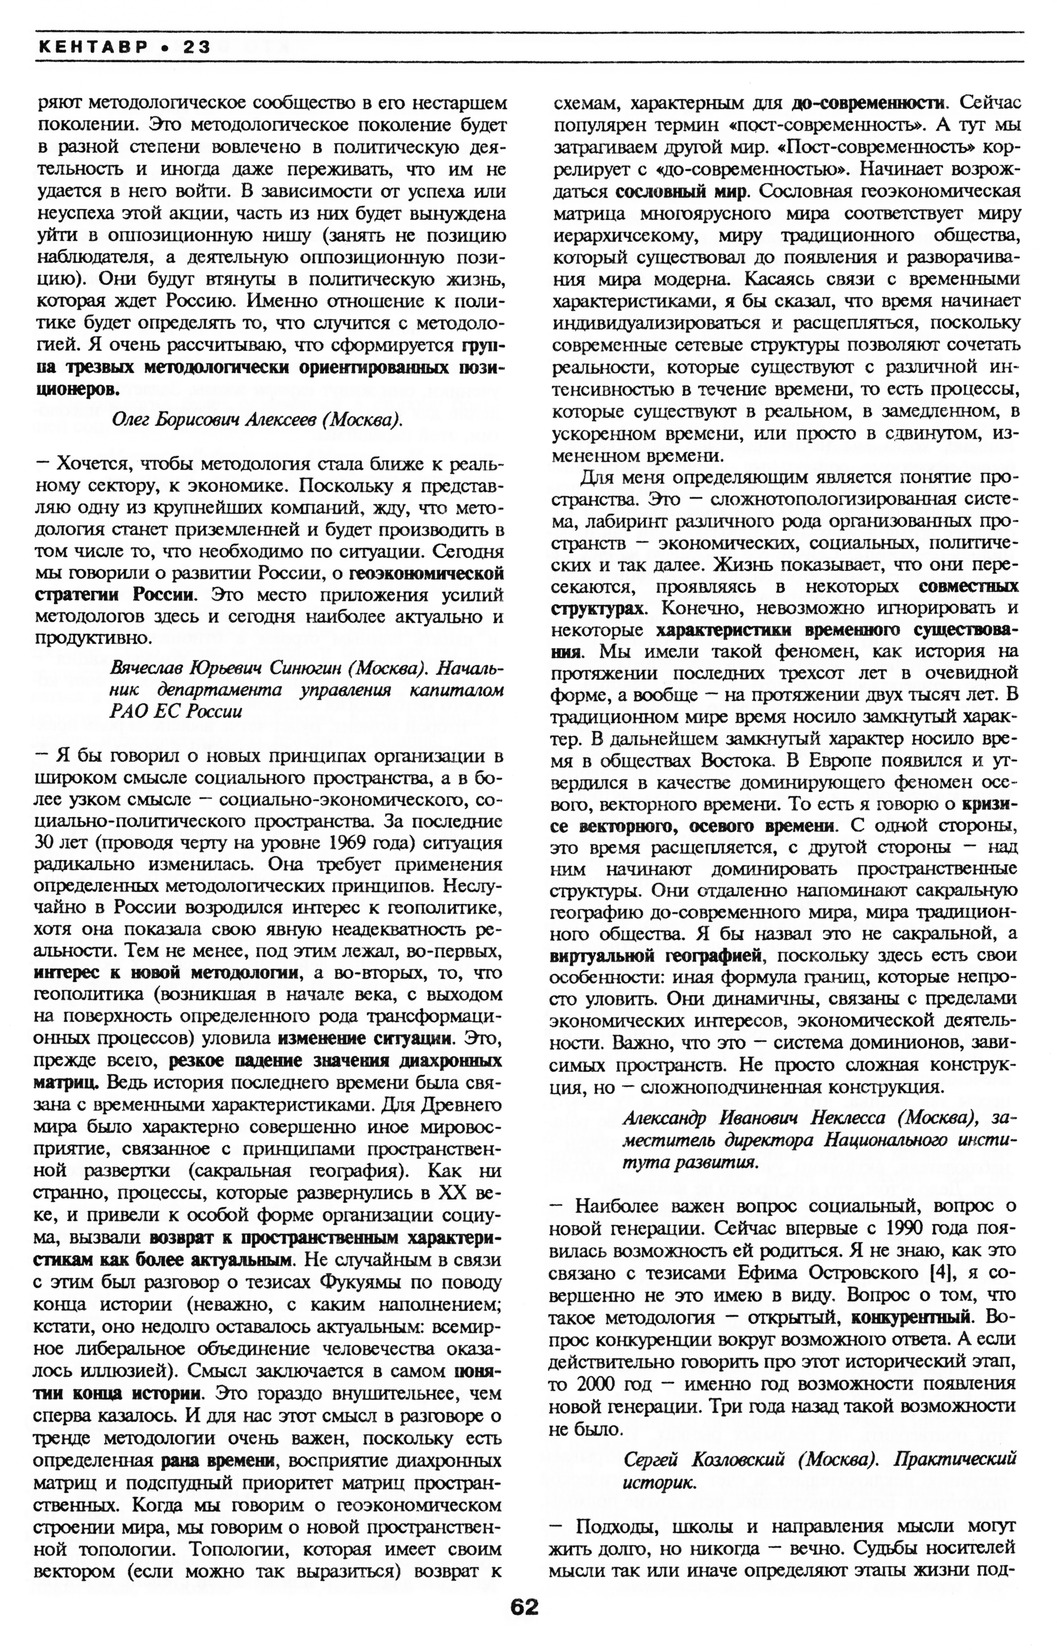 КЕНТАВР • 23
ряют методологическое сообщество в его нестаршем
поколении. Это методологическое поколение будет
в разной степени вовлечено в политическую дея-
тельность и иногда даже переживать, что им не
удается в него войти. В зависимости от успеха или
неуспеха этой акции, часть из них будет вынуждена
уйти в оппозиционную нишу (занять не позицию
наблюдателя, а деятельную оппозиционную пози-
цию). Они будут втянуты в политическую жизнь,
которая ждет Россию. Именно отношение к поли-
тике будет определять то, что случится с методоло-
гией. Я очень рассчитываю, что сформируется груп-
па трезвых методологически ориентированных пози-
ционеров.
Олег Борисович Алексеев (Москва).
— Хочется, чтобы методология стала ближе к реаль-
ному сектору, к экономике. Поскольку я представ-
ляю одну из крупнейших компаний, жду, что мето-
дология станет приземленней и будет производить в
том числе то, что необходимо по ситуации. Сегодня
мы говорили о развитии России, о геоэкономической
стратегии России. Это место приложения усилий
методологов здесь и сегодня наиболее актуально и
продуктивно.
Вячеслав Юрьевич Синюгин (Москва). Началь-
ник департамента управления капиталом
РАО ЕС России
— Я бы говорил о новых принципах организации в
широком смысле социального пространства, а в бо-
лее узком смысле — социально-экономического, со-
циально-политического пространства. За последние
30 лет (проводя черту на уровне 1969 года) ситуация
радикально изменилась. Она требует применения
определенных методологических принципов. Неслу-
чайно в России возродился интерес к геополитике,
хотя она показала свою явную неадекватность ре-
альности. Тем не менее, под этим лежал, во-первых,
интерес к новой методологии, а во-вторых, то, что
геополитика (возникшая в начале века, с выходом
на поверхность определенного рода трансформаци-
онных процессов) уловила изменение ситуации. Это,
прежде всего, резкое падение значения диахронных
матриц. Ведь история последнего времени была свя-
зана с временными характеристиками. Для Древнего
мира было характерно совершенно иное мировос-
приятие, связанное с принципами пространствен-
ной развертки (сакральная география). Как ни
странно, процессы, которые развернулись в XX ве-
ке, и привели к особой форме организации социу-
ма, вызвали возврат к пространственным характери-
стикам как более актуальным. Не случайным в связи
с этим был разговор о тезисах Фукуямы по поводу
конца истории (неважно, с каким наполнением;
кстати, оно недолго оставалось актуальным: всемир-
ное либеральное объединение человечества оказа-
лось иллюзией). Смысл заключается в самом поня-
тии конца истории. Это гораздо внушительнее, чем
сперва казалось. И для нас этот смысл в разговоре о
тренде методологии очень важен, поскольку есть
определенная рана времени, восприятие диахронных
матриц и подспудный приоритет матриц простран-
ственных. Когда мы говорим о геоэкономическом
строении мира, мы говорим о новой пространствен-
ной топологии. Топологии, которая имеет своим
вектором (если можно так выразиться) возврат к
схемам, характерным для до-современности. Сейчас
популярен термин «пост-современность». А тут мы
затрагиваем другой мир. «Пост-современность» кор-
релирует с «до-современностью». Начинает возрож-
даться сословный мир. Сословная геоэкономическая
матрица многоярусного мира соответствует миру
иерархичсекому, миру традиционного общества,
который существовал до появления и разворачива-
ния мира модерна. Касаясь связи с временными
характеристиками, я бы сказал, что время начинает
индивидуализироваться и расщепляться, поскольку
современные сетевые структуры позволяют сочетать
реальности, которые существуют с различной ин-
тенсивностью в течение времени, то есть процессы,
которые существуют в реальном, в замедленном, в
ускоренном времени, или просто в сдвинутом, из-
мененном времени.
Для меня определяющим является понятие про-
странства. Это — сложнотопологизированная систе-
ма, лабиринт различного рода организованных про-
странств — экономических, социальных, политиче-
ских и так далее. Жизнь показывает, что они пере-
секаются, проявляясь в некоторых совместных
структурах. Конечно, невозможно игнорировать и
некоторые характеристики временного существова-
ния. Мы имели такой феномен, как история на
протяжении последних трехсот лет в очевидной
форме, а вообще — на протяжении двух тысяч лет. В
традиционном мире время носило замкнутый харак-
тер. В дальнейшем замкнутый характер носило вре-
мя в обществах Востока. В Европе появился и ут-
вердился в качестве доминирующего феномен осе-
вого, векторного времени. То есть я говорю о кризи-
се векторного, осевого времени. С одной стороны,
это время расщепляется, с другой стороны — над
ним начинают доминировать пространственные
структуры. Они отдаленно напоминают сакральную
географию до-современного мира, мира традицион-
ного общества. Я бы назвал это не сакральной, а
виртуальной географией, поскольку здесь есть свои
особенности: иная формула границ, которые непро-
сто уловить. Они динамичны, связаны с пределами
экономических интересов, экономической деятель-
ности. Важно, что это — система доминионов, зави-
симых пространств. Не просто сложная конструк-
ция, но — сложноподчиненная конструкция.
Александр Иванович Неклесса (Москва), за-
меститель директора Национального инсти-
тута развития.
— Наиболее важен вопрос социальный, вопрос о
новой генерации. Сейчас впервые с 1990 года поя-
вилась возможность ей родиться. Я не знаю, как это
связано с тезисами Ефима Островского [4], я со-
вершенно не это имею в виду. Вопрос о том, что
такое методология — открытый, конкурентный. Во-
прос конкуренции вокруг возможного ответа. А если
действительно говорить про этот исторический этап,
то 2000 год — именно год возможности появления
новой генерации. Три года назад такой возможности
не было.
Сергей Козловский (Москва). Практический
историк.
— Подходы, школы и направления мысли могут
жить долго, но никогда — вечно. Судьбы носителей
мысли так или иначе определяют этапы жизни под-
62